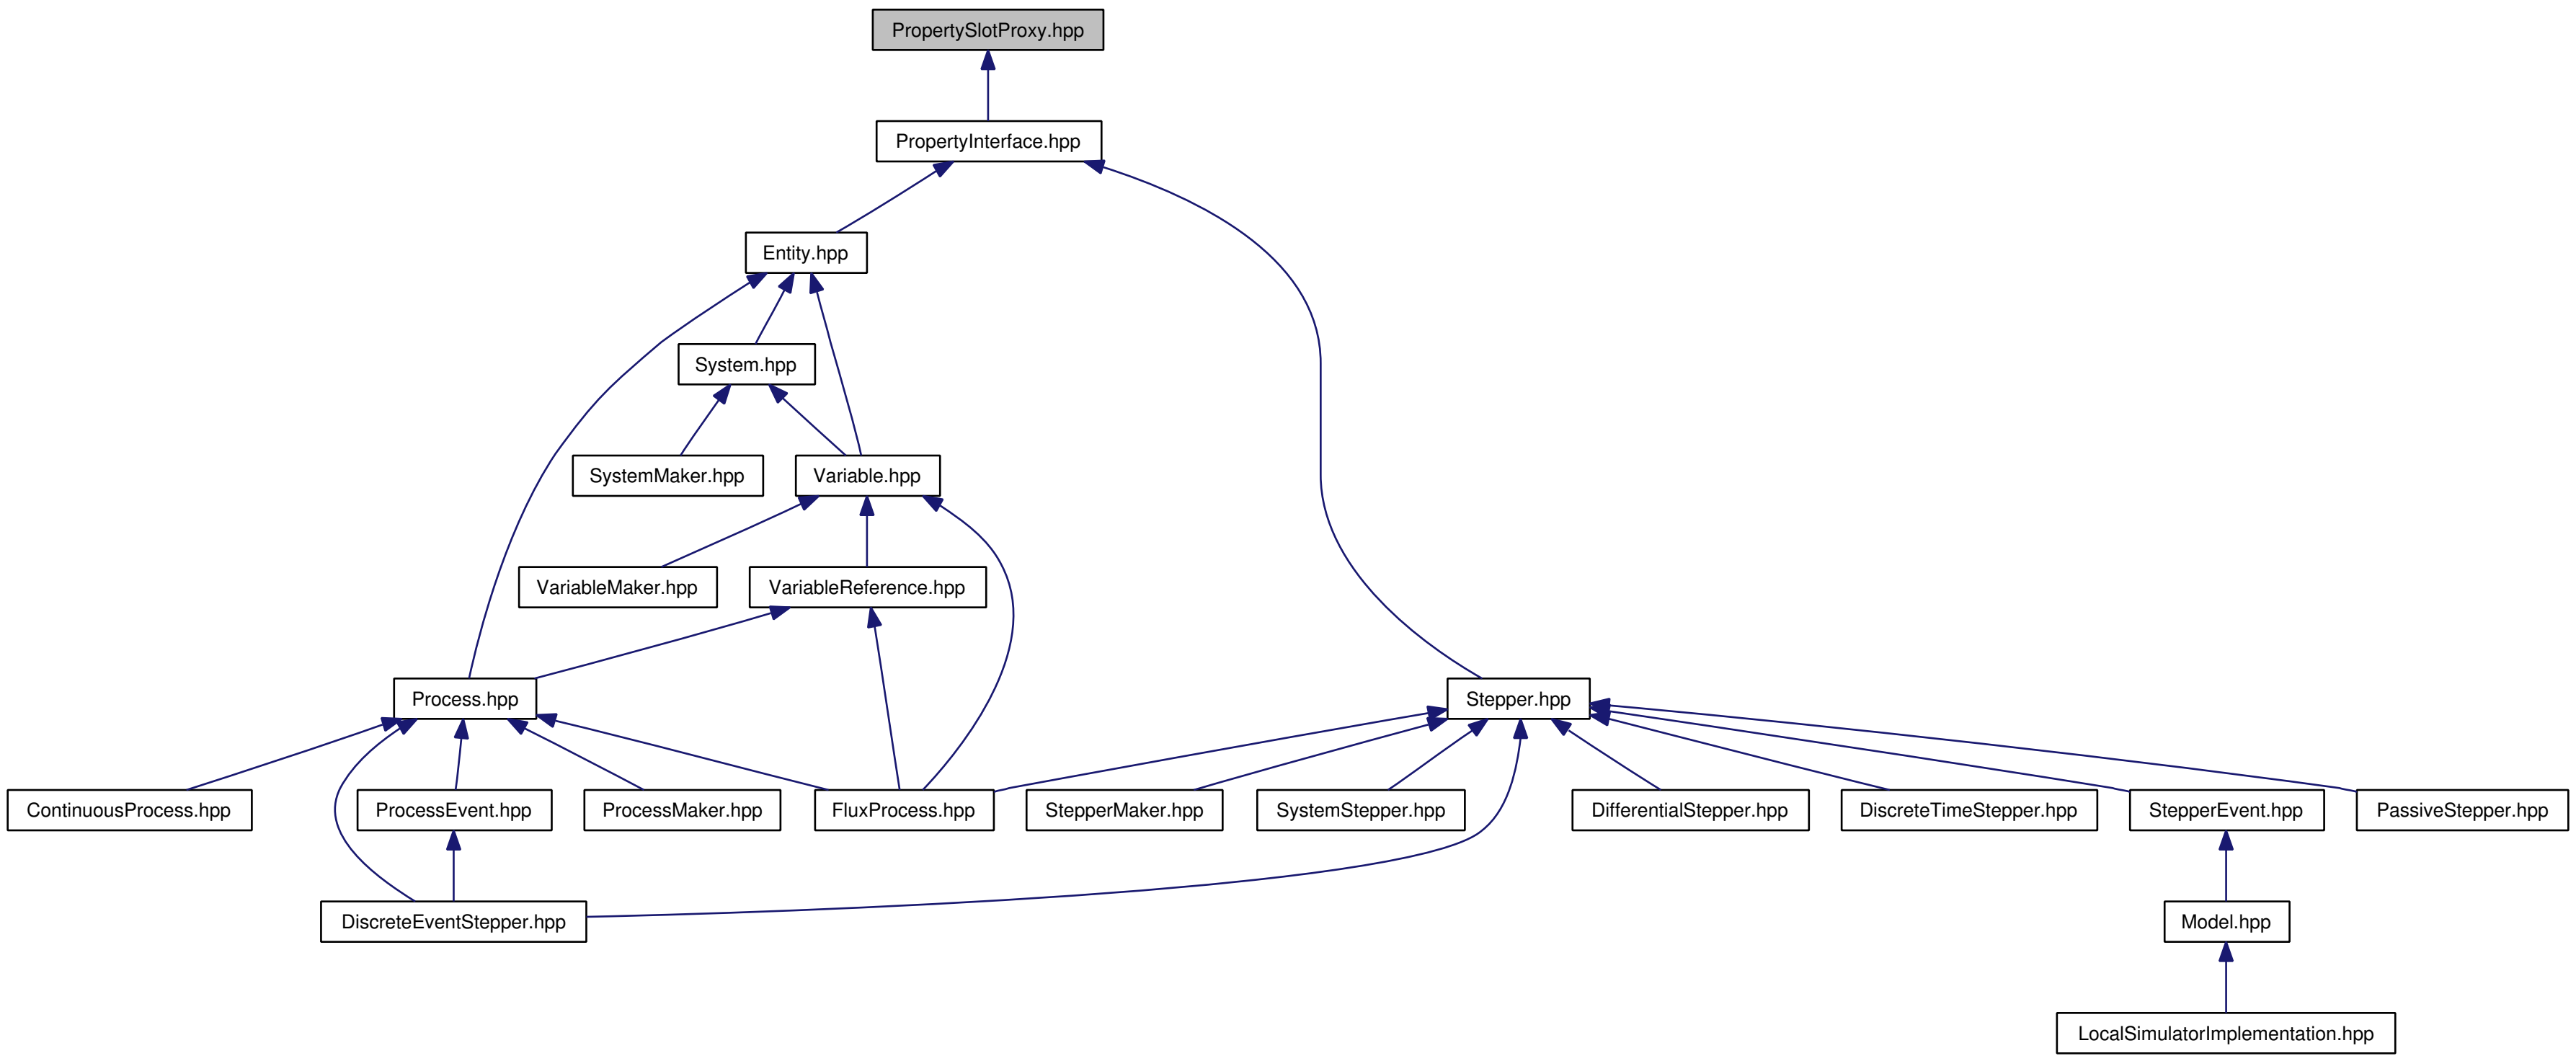 PropertySlotProxy.hpp
PropertyInterface.hpp
Entity.hpp
System.hpp
SystemMaker.hpp
Variable.hpp
VariableMaker.hpp
VariableReference.hpp
Process.hpp
Stepper.hpp
ContinuousProcess.hpp
ProcessEvent.hpp
ProcessMaker.hpp
FluxProcess.hpp
StepperMaker.hpp
SystemStepper.hpp
DifferentialStepper.hpp
DiscreteTimeStepper.hpp
StepperEvent.hpp
PassiveStepper.hpp
DiscreteEventStepper.hpp
Model.hpp
LocalSimulatorImplementation.hpp